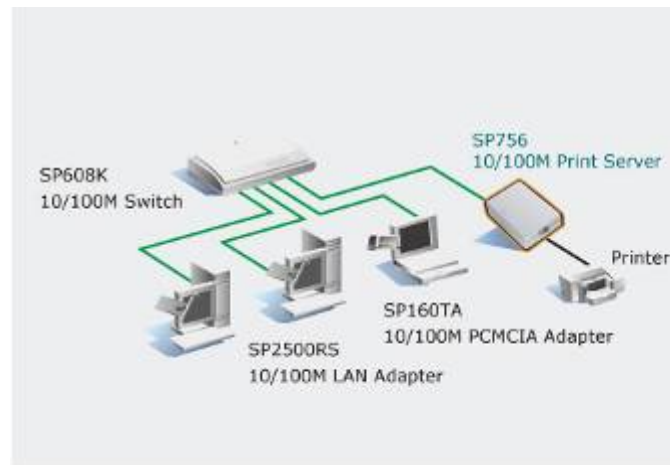 SP756
10/100M Print Server
SP608K
10/100M Switch
Printer
SP160TA
10/100M PCMCIA Adapter
SP2500RS
10/100M LAN Adapter